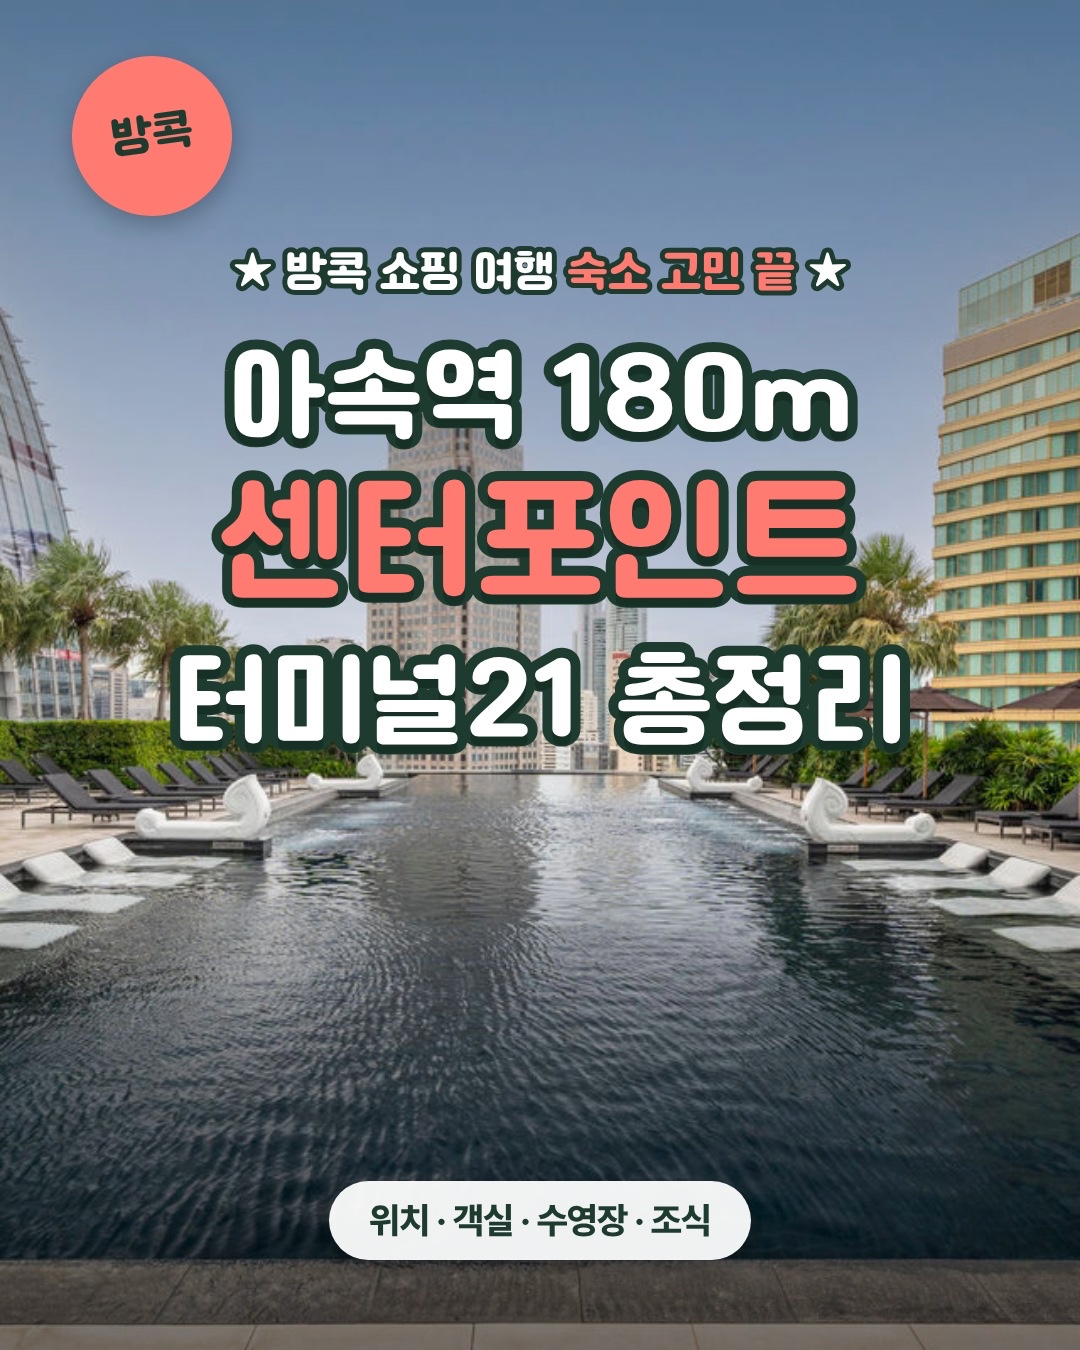 방콕
★ 방콕 쇼핑 여행 숙소 고민 끝 ★
아속역 180m
센터포인트
터미널21 총정리
위치 · 객실 · 수영장 · 조식